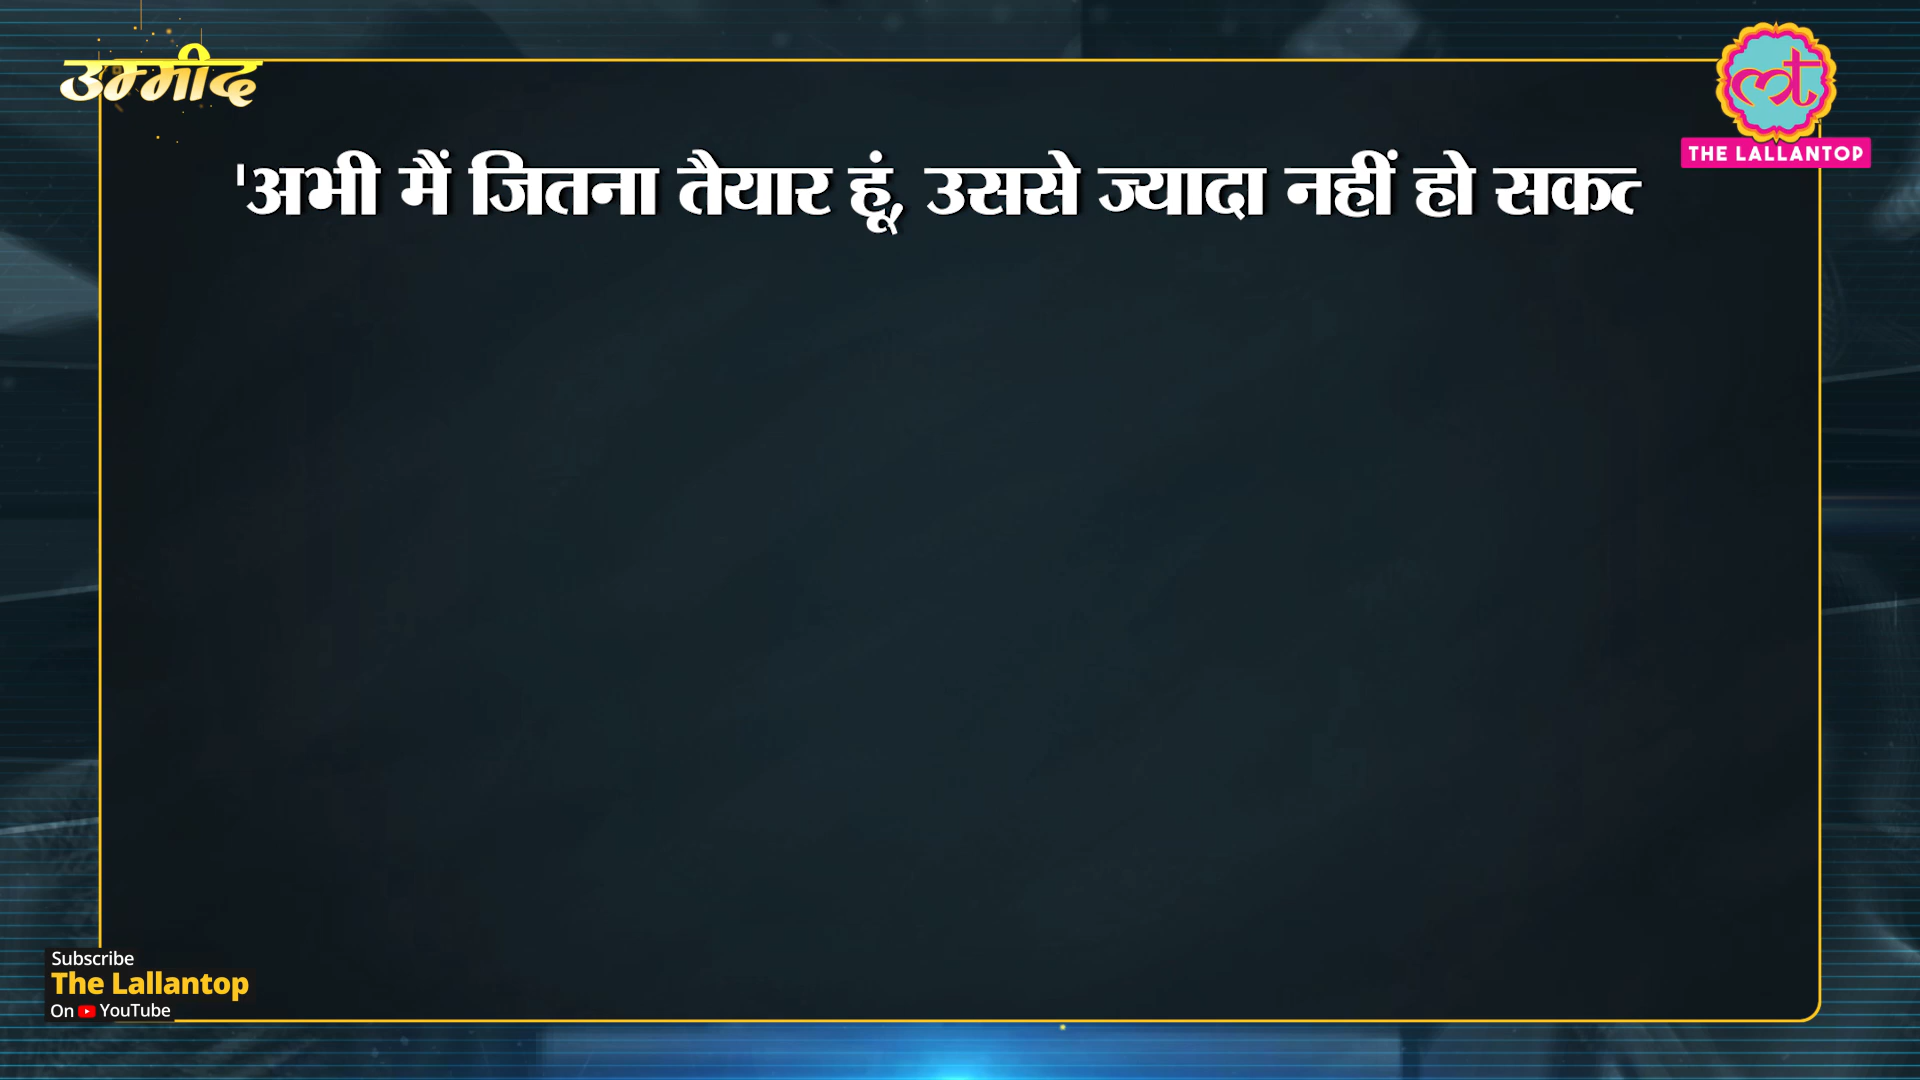 उम्मीद
THE LALLANTOP
'अभी मैं जितना तैयार हूं, उससे ज्यादा नहीं हो सकत
Subscribe
The Lallantop
On YouTube